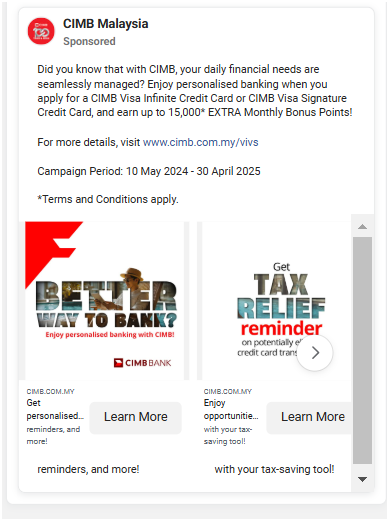 CIMB Malaysia
Sponsored
Did you know that with CIMB, your daily financial needs are
seamlessly managed? Enjoy personalised banking when you
apply for a CIMB Visa Infinite Credit Card or CIMB Visa Signature
Credit Card, and earn up to 15,000* EXTRA Monthly Bonus Points!
For more details, visit www.cimb.com.my/vivs
Campaign Period: 10 May 2024 - 30 April 2025
*Terms and Conditions apply.
BETTER
WAY TO BANK?
Enjoy personalised banking with CIMB!
CIMB BANK
Get
TAX
RELIEF
reminder
on potentially
credit card
CIMB.COM.MY
Get
personalised...
reminders, and
more!
Learn More
CIMB.COM.MY
Enjoy
opportunitie...
with your tax-
saving tool!
Learn More
reminders, and more!
with your tax-saving tool!